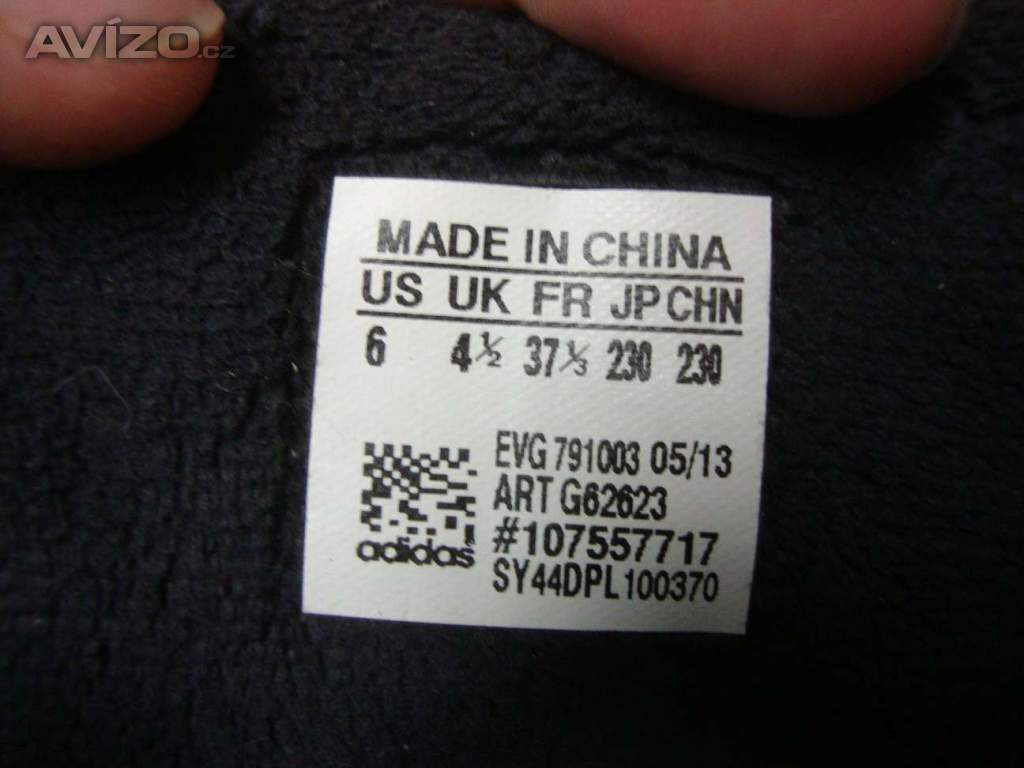 AVÍZO.cz
MADE IN CHINA
US UK FR JP CHN
6 4½ 37⅓ 230 230
EVG 791003 05/13
ART G62623
#107557717
adidas
SY44DPL100370